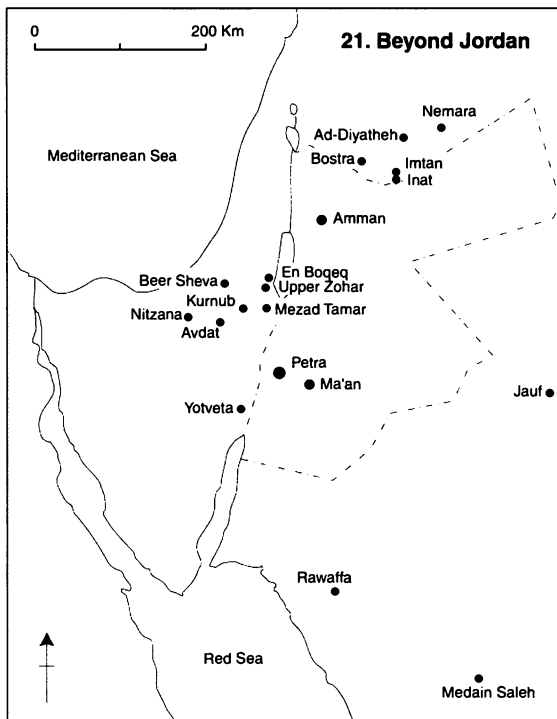 0 200 Km
21. Beyond Jordan
Nemara
Ad-Diyatheh
Mediterranean Sea
Bostra
Imtan
Inat
Amman
En Boqeq
Beer Sheva
Upper Zohar
Kurnub
Nitzana
Mezad Tamar
Avdat
Petra
Ma'an
Jauf
Yotveta
Rawaffa
Red Sea
Medain Saleh